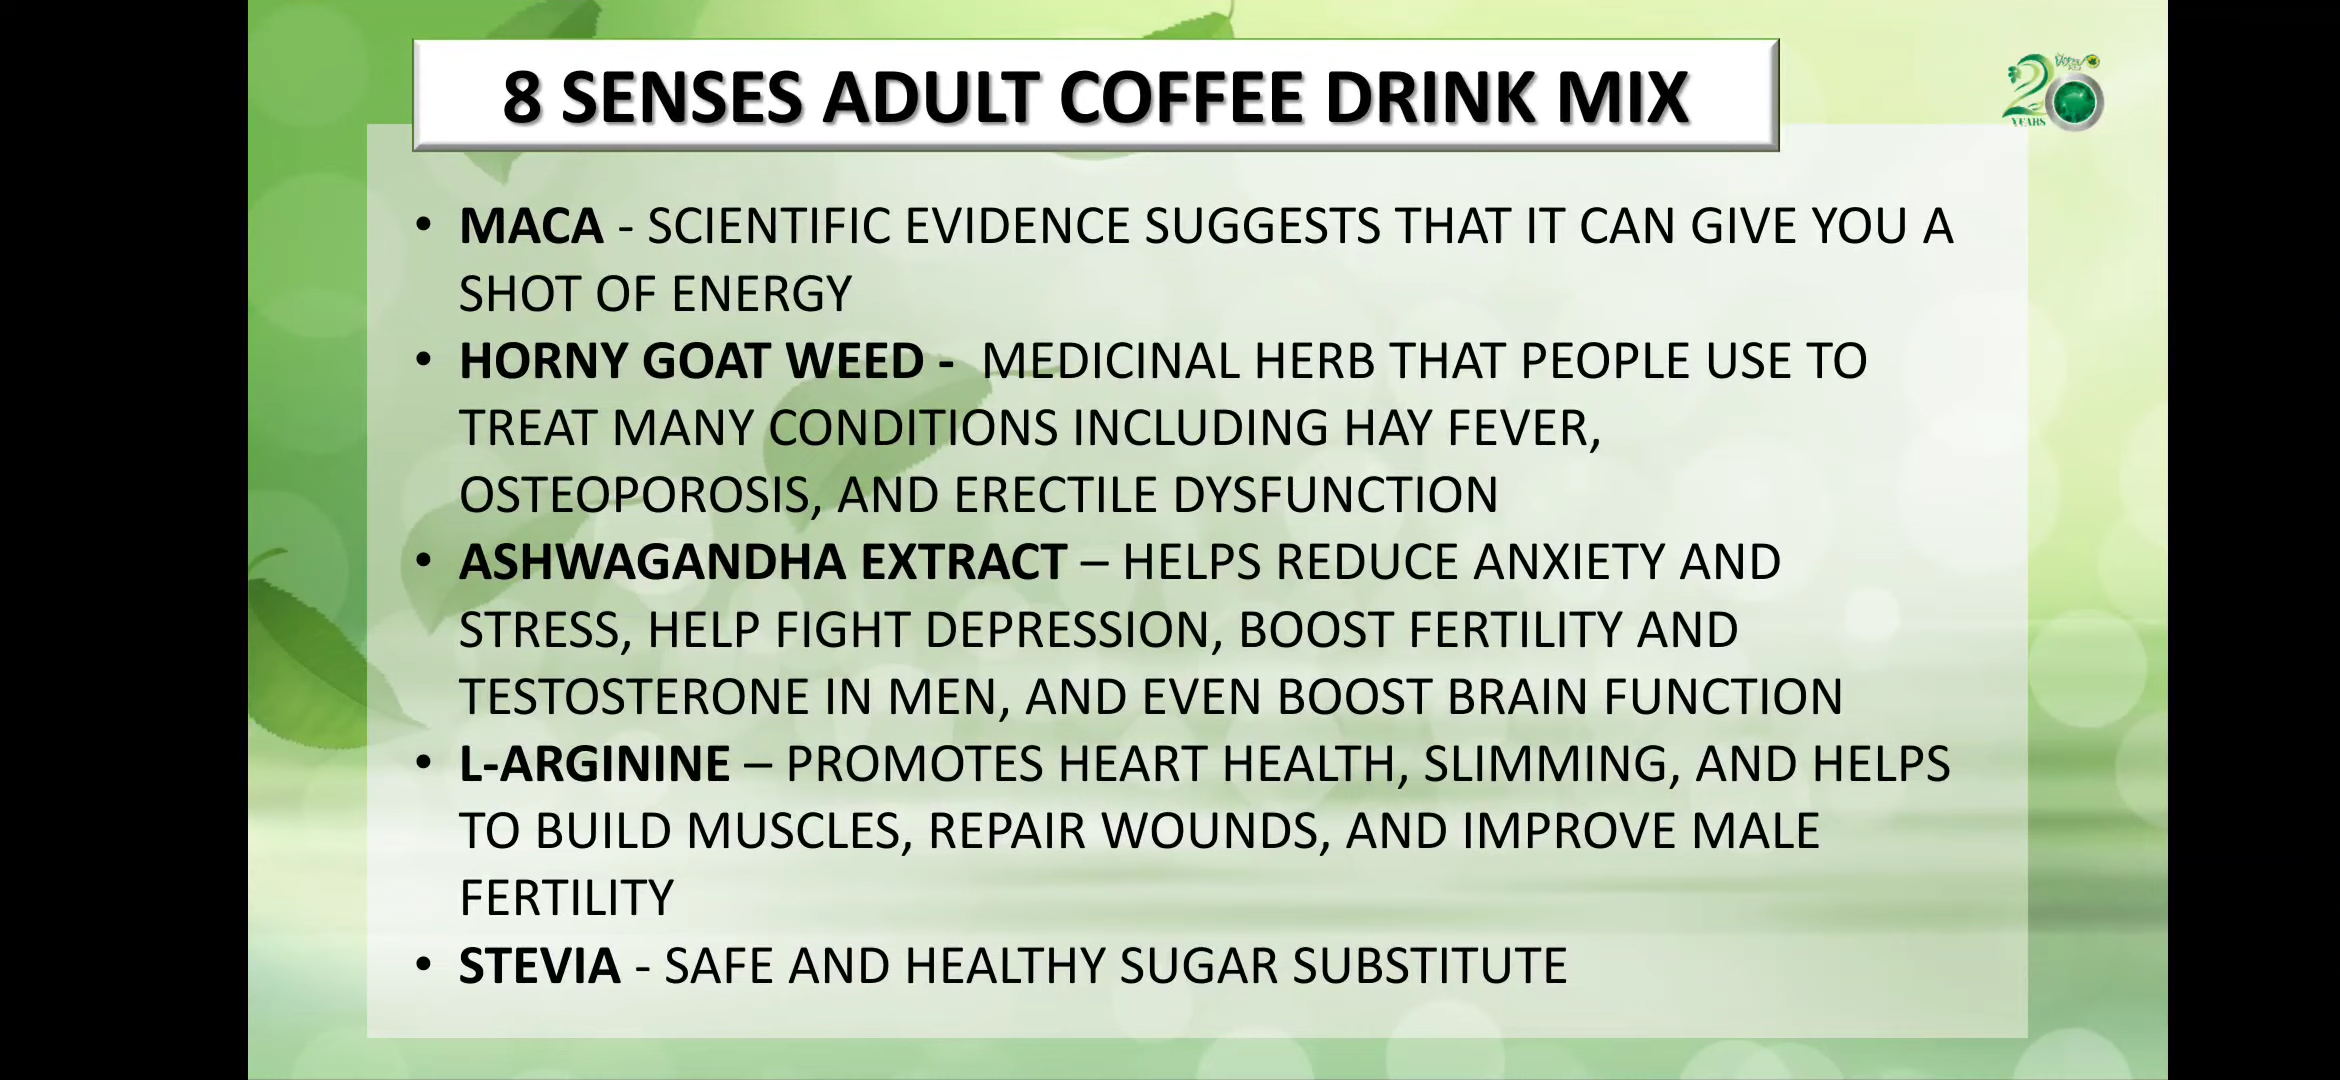 8 SENSES ADULT COFFEE DRINK MIX
20
YEARS
• MACA - SCIENTIFIC EVIDENCE SUGGESTS THAT IT CAN GIVE YOU A
SHOT OF ENERGY
• HORNY GOAT WEED - MEDICINAL HERB THAT PEOPLE USE TO
TREAT MANY CONDITIONS INCLUDING HAY FEVER,
OSTEOPOROSIS, AND ERECTILE DYSFUNCTION
• ASHWAGANDHA EXTRACT – HELPS REDUCE ANXIETY AND
STRESS, HELP FIGHT DEPRESSION, BOOST FERTILITY AND
TESTOSTERONE IN MEN, AND EVEN BOOST BRAIN FUNCTION
• L-ARGININE – PROMOTES HEART HEALTH, SLIMMING, AND HELPS
TO BUILD MUSCLES, REPAIR WOUNDS, AND IMPROVE MALE
FERTILITY
• STEVIA - SAFE AND HEALTHY SUGAR SUBSTITUTE